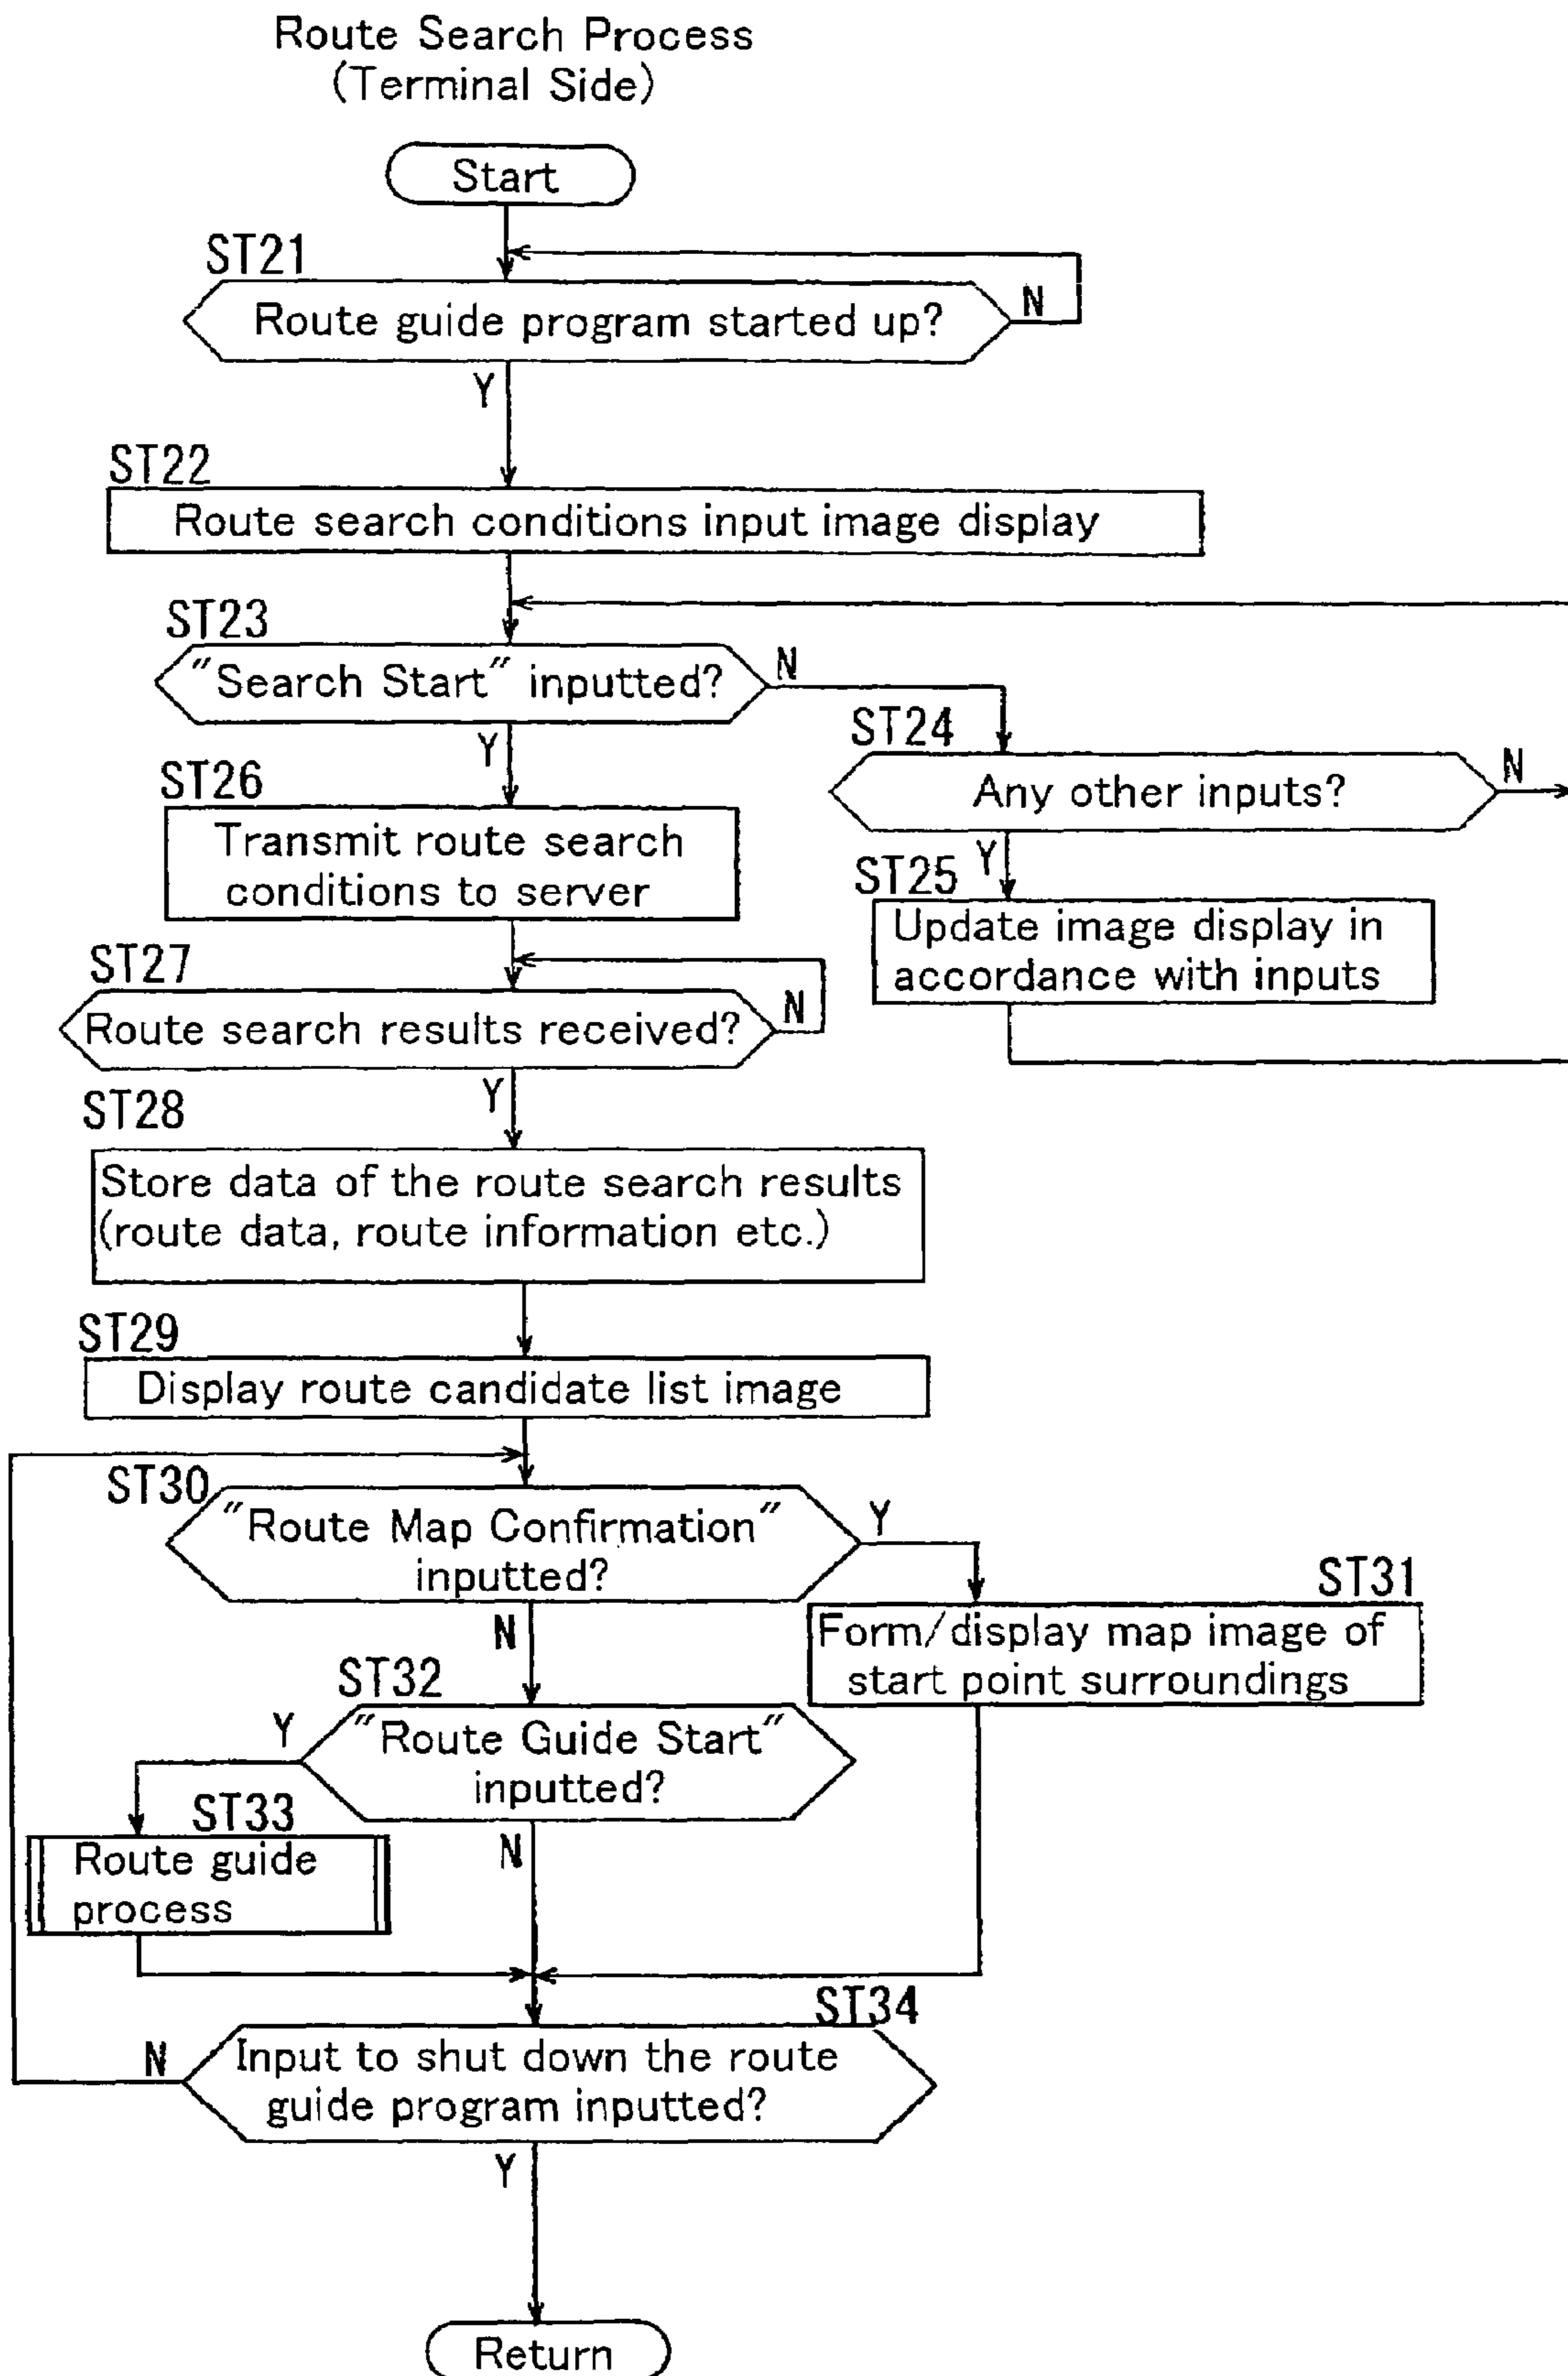 Route Search Process
(Terminal Side)
Start
ST21
Route guide program started up?
N
Y
ST22
Route search conditions input image display
ST23
"Search Start" inputted?
N
Y
ST24
Any other inputs?
N
Y
ST25
Update image display in
accordance with inputs
ST26
Transmit route search
conditions to server
ST27
Route search results received?
N
Y
ST28
Store data of the route search results
(route data, route information etc.)
ST29
Display route candidate list image
ST30
"Route Map Confirmation"
inputted?
Y
N
ST31
Form/display map image of
start point surroundings
ST32
"Route Guide Start"
inputted?
Y
N
ST33
Route guide
process
ST34
Input to shut down the route
guide program inputted?
N
Y
Return